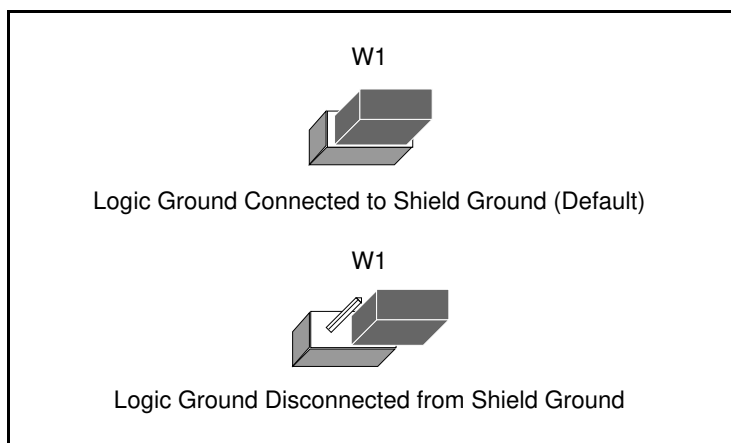 W1
Logic Ground Connected to Shield Ground (Default)
W1
Logic Ground Disconnected from Shield Ground